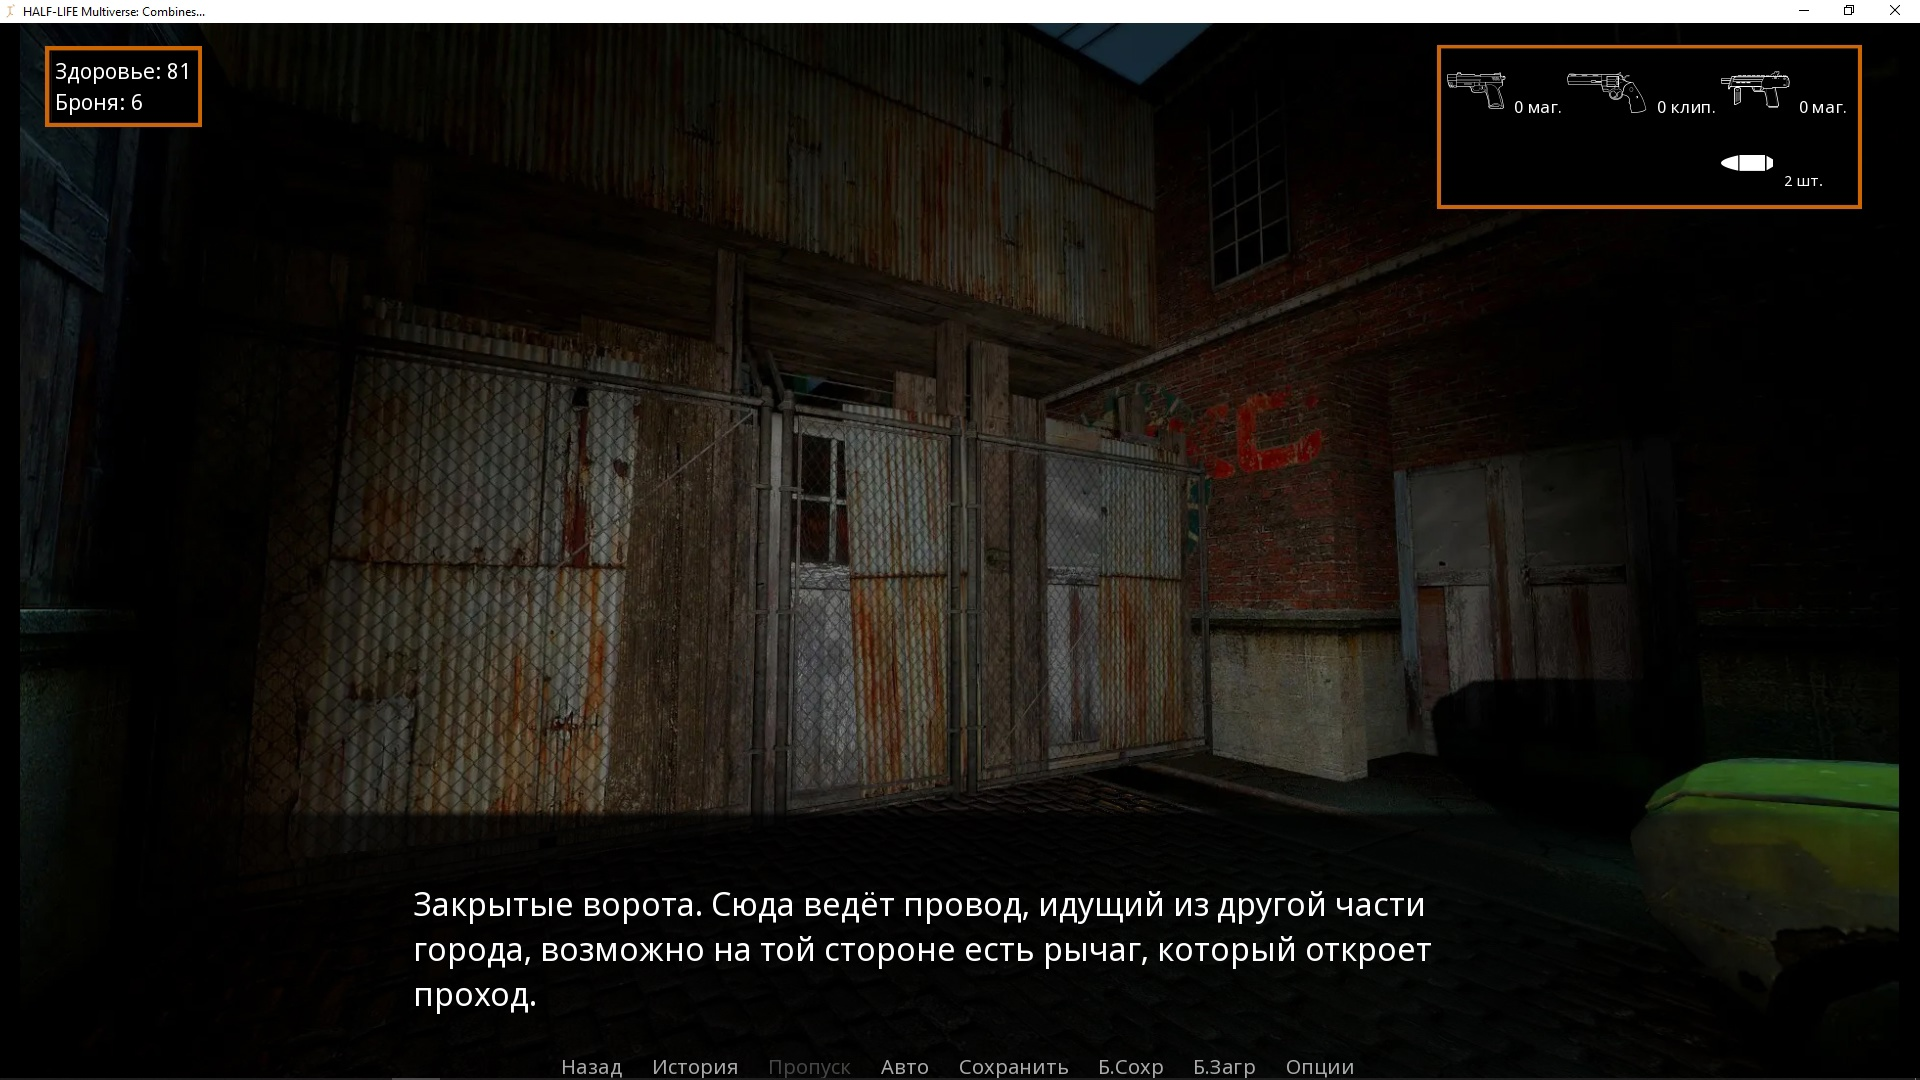 HALF-LIFE Multiverse: Combines...
Здоровье: 81
Броня: 6
0 маг. 0 клип. 0 маг.
2 шт.
Закрытые ворота. Сюда ведёт провод, идущий из другой части
города, возможно на той стороне есть рычаг, который откроет
проход.
Назад История Пропуск Авто Сохранить Б.Сохр Б.Загр Опции